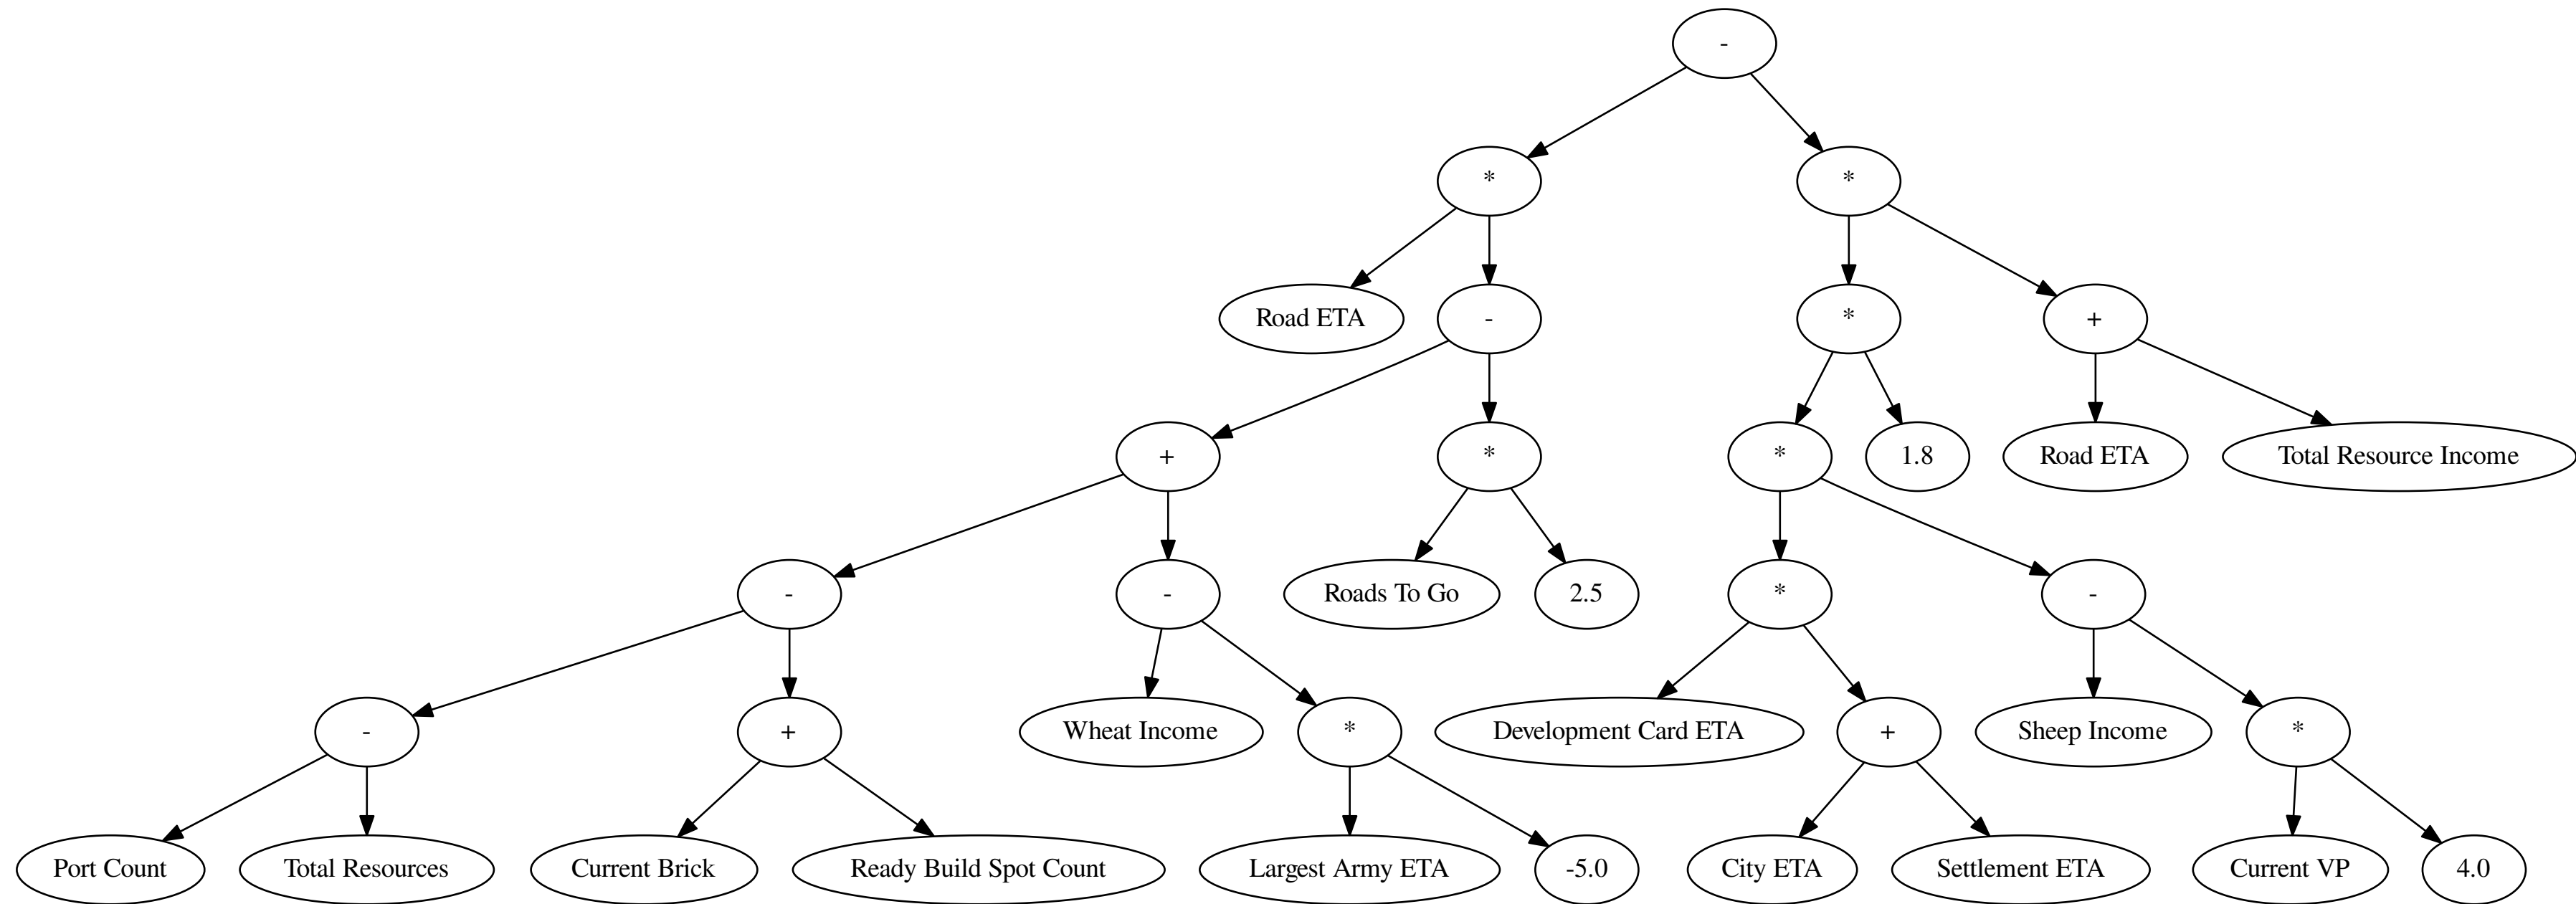 -
*
*
Road ETA
-
*
+
+
*
*
1.8
Road ETA
Total Resource Income
-
-
Roads To Go
2.5
*
-
-
+
Wheat Income
*
Development Card ETA
+
Sheep Income
*
Port Count
Total Resources
Current Brick
Ready Build Spot Count
Largest Army ETA
-5.0
City ETA
Settlement ETA
Current VP
4.0